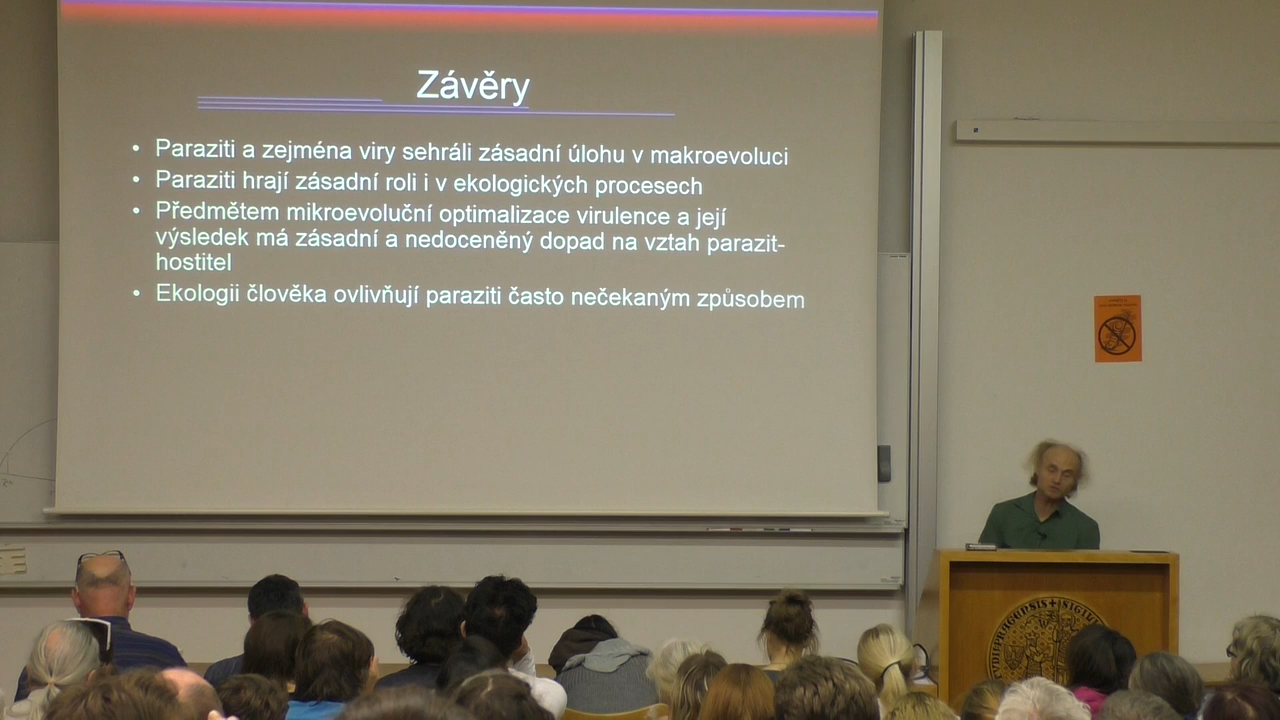 Závěry
• Paraziti a zejména viry sehráli zásadní úlohu v makroevoluci
• Paraziti hrají zásadní roli i v ekologických procesech
• Předmětem mikroevoluční optimalizace virulence a její
výsledek má zásadní a nedoceněný dopad na vztah parazit-
hostitel
• Ekologii člověka ovlivňují paraziti často nečekaným způsobem